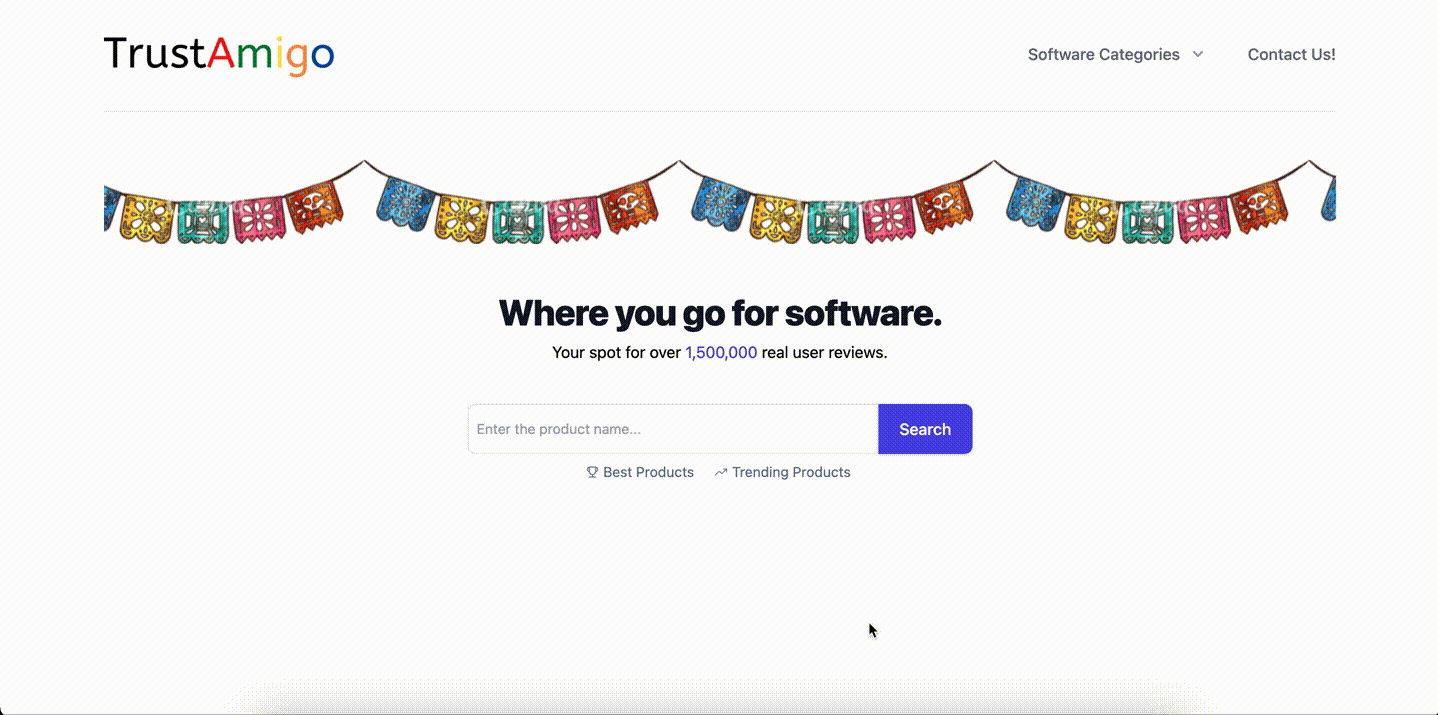 TrustAmigo
Software Categories
Contact Us!
Where you go for software.
Your spot for over 1,500,000 real user reviews.
Enter the product name...
Search
Best Products
Trending Products